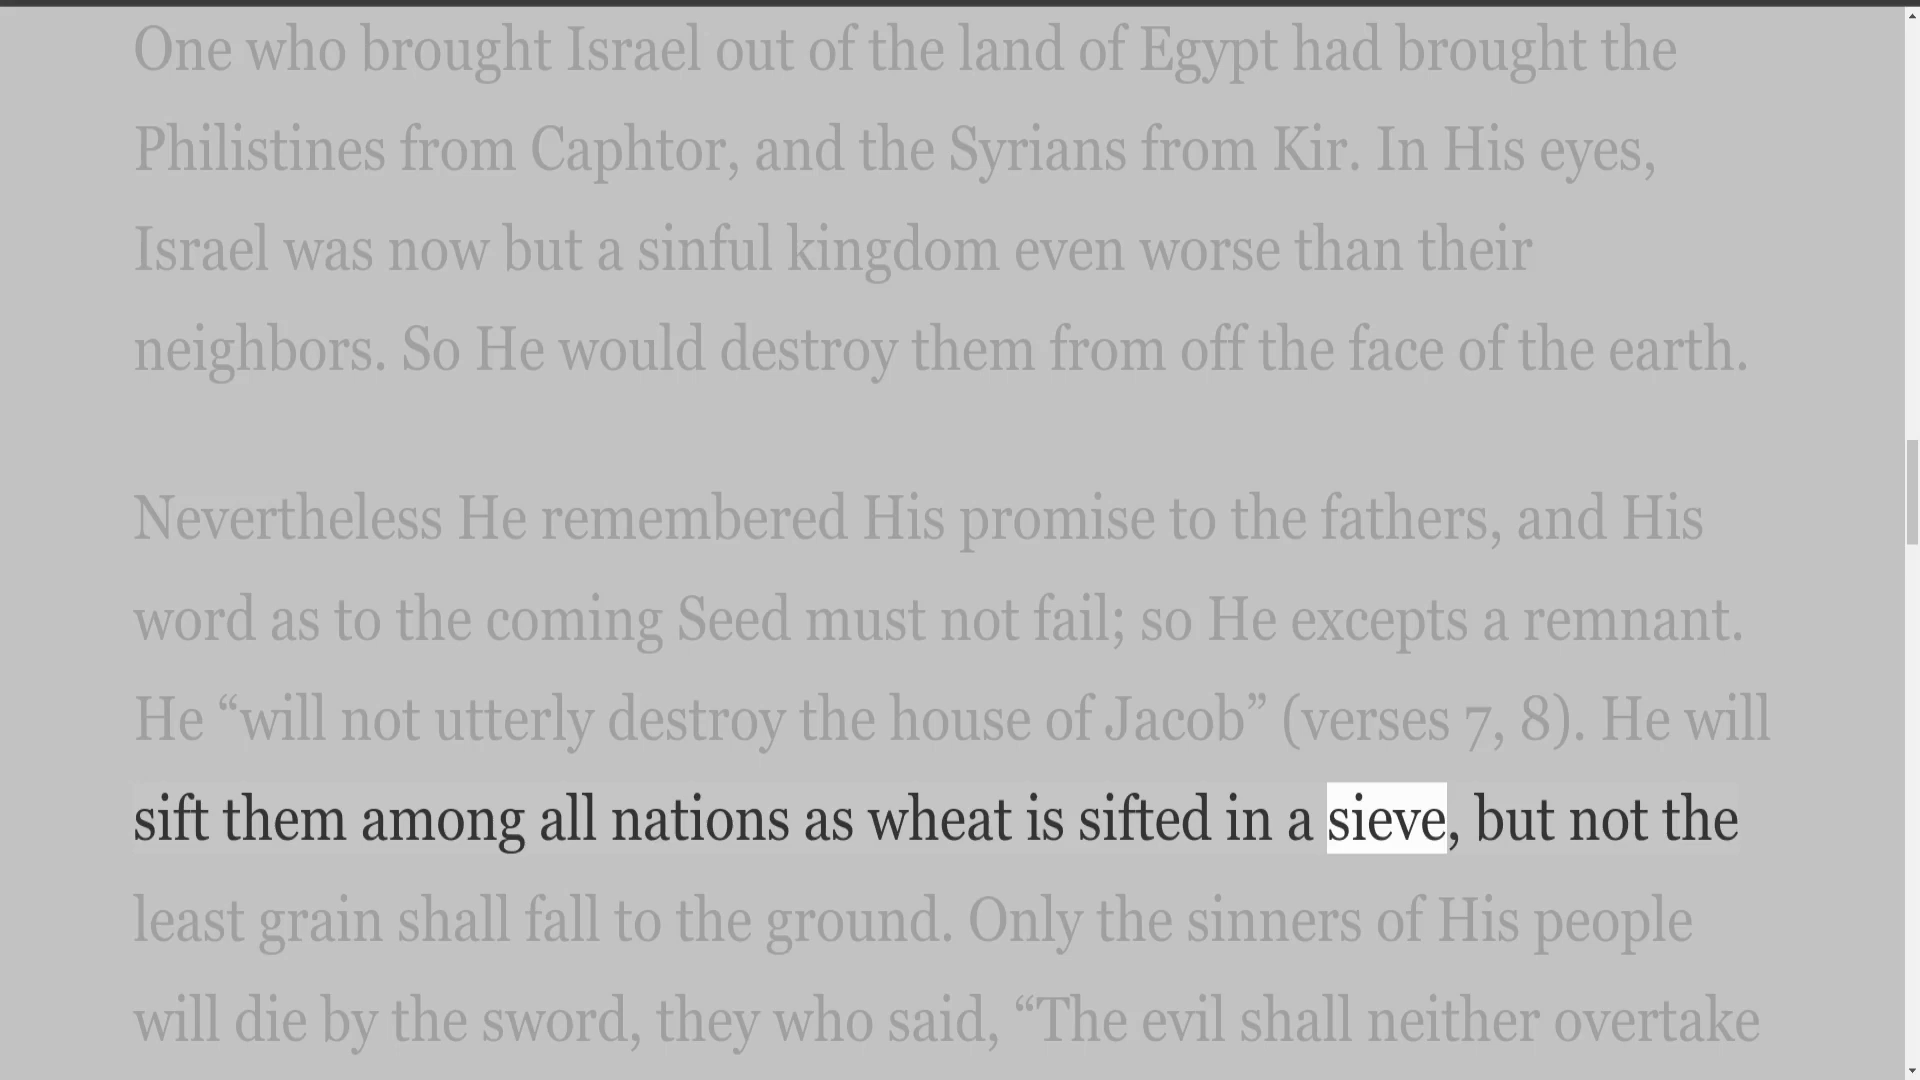 One who brought Israel out of the land of Egypt had brought the
Philistines from Caphtor, and the Syrians from Kir. In His eyes,
Israel was now but a sinful kingdom even worse than their
neighbors. So He would destroy them from off the face of the earth.
Nevertheless He remembered His promise to the fathers, and His
word as to the coming Seed must not fail; so He excepts a remnant.
He “will not utterly destroy the house of Jacob” (verses 7, 8). He will
sift them among all nations as wheat is sifted in a sieve, but not the
least grain shall fall to the ground. Only the sinners of His people
will die by the sword, they who said, “The evil shall neither overtake